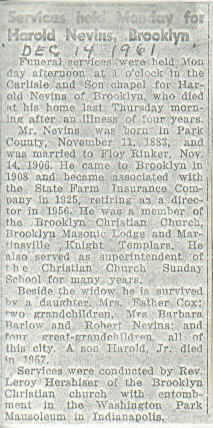 Services held Monday for
Harold Nevins, Brooklyn
DEC 14 1961
Funeral services were held Mon
day afternoon at 1 o'clock in the
Carlisle and Son chapel for Har-
old Nevins of Brooklyn, who died
at his home last Thursday morn-
ing after an illness of four years.
Mr. Nevins was born in Park
County, November 11, 1883, and
was married to Floy Rinker, Nov.
14, 1906. He came to Brooklyn in
1908 and became associated with
the State Farm Insurance Com-
pany in 1925, retiring as a direc-
tor in 1956. He was a member of
the Brooklyn Christian Church,
Brooklyn Masonic Lodge and Mar-
tinsville Knight Templars. He
also served as superintendent of
the Christian Church, Sunday
School for many years.
Beside the widow, he is survived
by a daughter, Mrs. Esther Cox;
two grandchildren, Mrs Barbara
Barlow and Robert Nevins; and
four great-grandchildren, all of
this city. A son Harold, Jr. died
in 1957.
Services were conducted by Rev.
Leroy Hershiser of the Brooklyn
Christian church with entomb-
ment in the Washington Park
Mausoleum in Indianapolis.